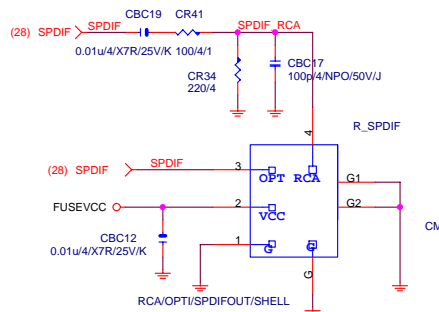 CBC19 CR41
(28) SPDIF SPDIF SPDIF_RCA
0.01u/4/X7R/25V/K 100/4/1
CBC17
CR34 100p/4/NPO/50V/J
220/4
4 R_SPDIF
(28) SPDIF SPDIF 3 OPT RCA G1
FUSEVCC 2 VCC G2
CBC12 1 G G CM
0.01u/4/X7R/25V/K
G
RCA/OPTI/SPDIFOUT/SHELL